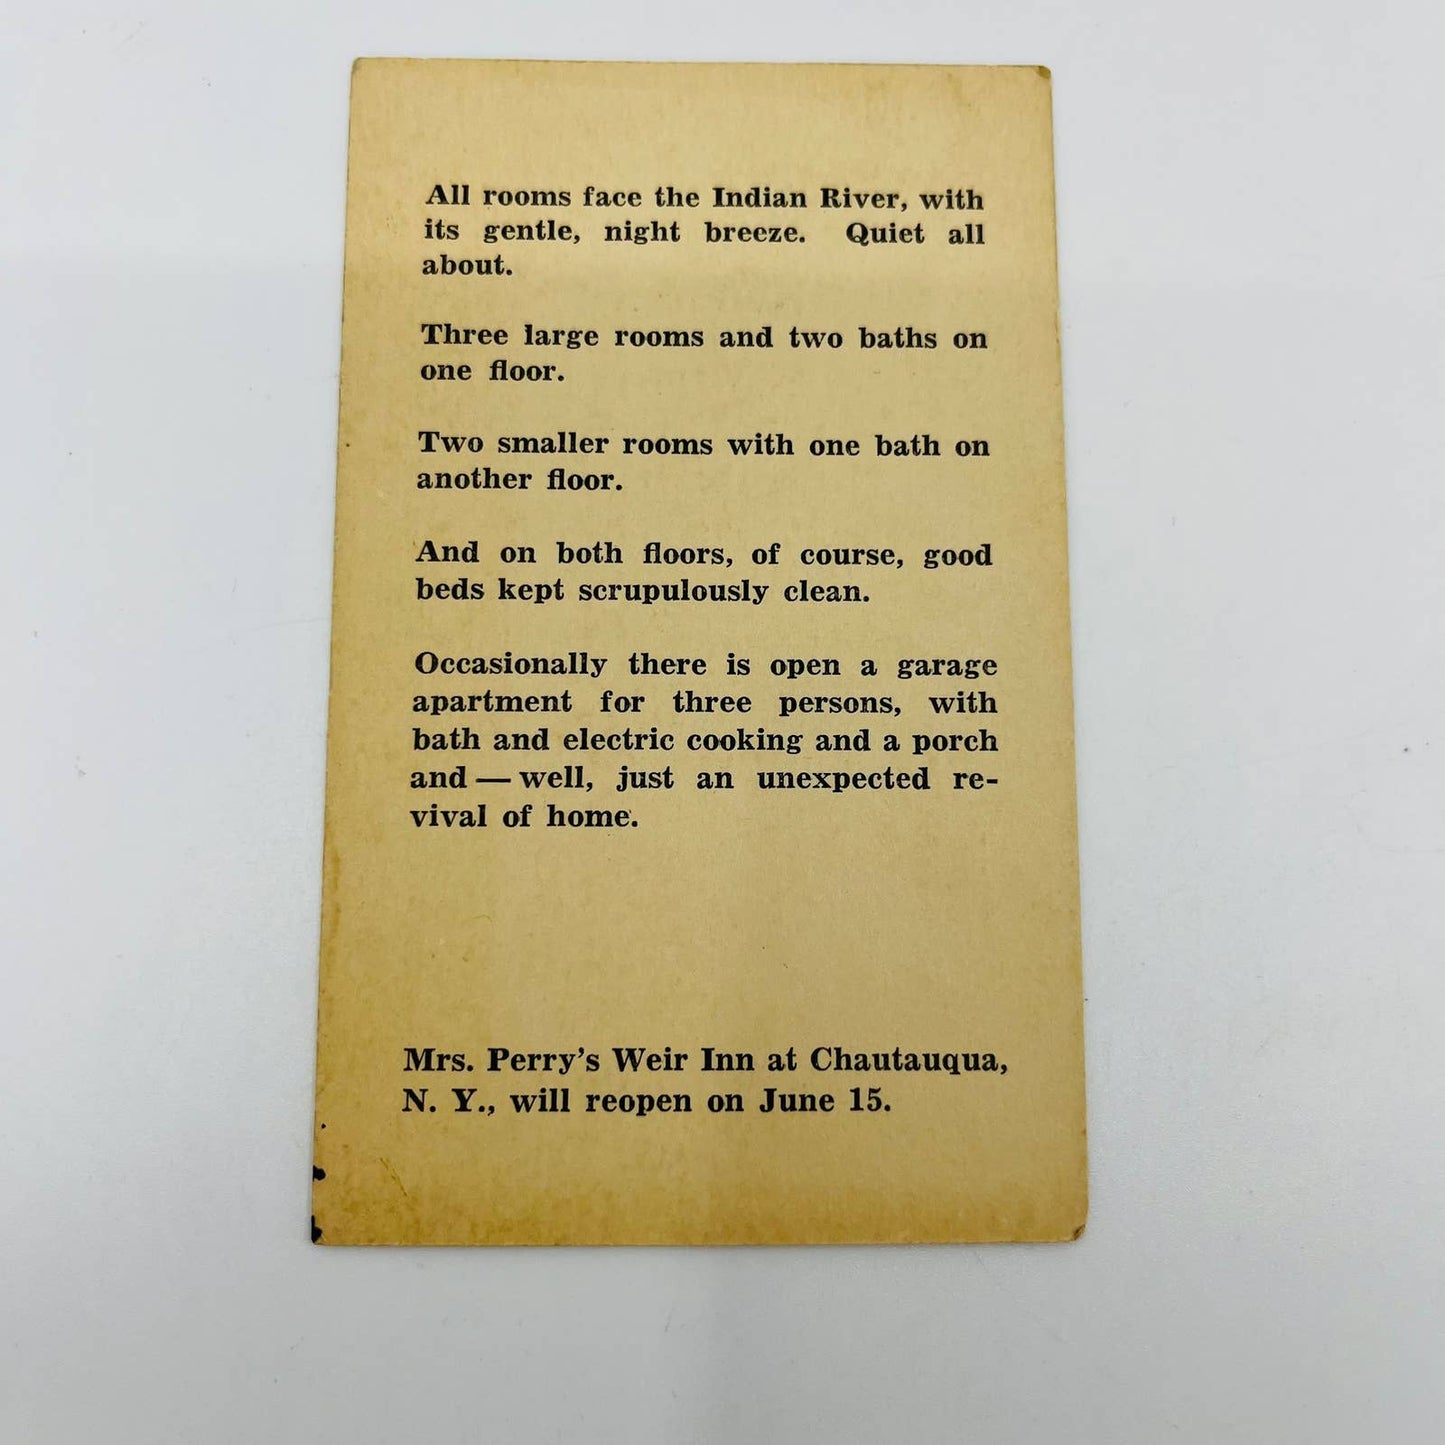 All rooms face the Indian River, with
its gentle, night breeze. Quiet all
about.
Three large rooms and two baths on
one floor.
Two smaller rooms with one bath on
another floor.
And on both floors, of course, good
beds kept scrupulously clean.
Occasionally there is open a garage
apartment for three persons, with
bath and electric cooking and a porch
and — well, just an unexpected re-
vival of home.
Mrs. Perry's Weir Inn at Chautauqua,
N. Y., will reopen on June 15.